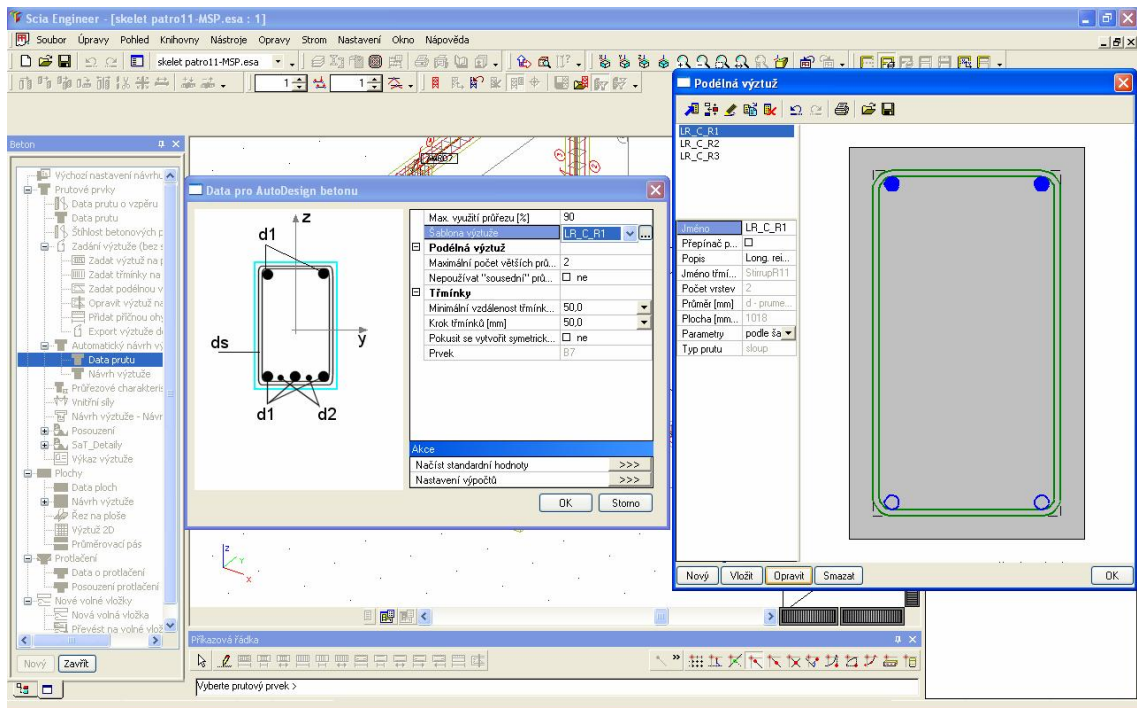 Scia Engineer - [skelet patro11-MSP.esa : 1]
Soubor Úpravy Pohled Knihovny Nástroje Opravy Strom Nastavení Okno Nápověda
skelet patro11-MSP.esa
1 1
Beton
Výchozí nastavení návrhu
Prutové prvky
Data prutu o vzpěru
Data prutu
Štíhlost betonových p
Zadání výztuže (bez s
Zadat výztuž na p
Zadat třmínky na
Zadat podélnou v
Opravit výztuž na
Přidat příčnou ohy
Export výztuže do
Automatický návrh vý
Data prutu
Návrh výztuže
Průřezové charakteris
Vnitřní síly
Návrh výztuže - Návr
Posouzení
SaT_Detaily
Výkaz výztuže
Plochy
Data ploch
Návrh výztuže
Řez na ploše
Výztuž 2D
Průměrovací pás
Protlačení
Data o protlačení
Posouzení protlačení
Nové volné vložky
Nová volná vložka
Převést na volné vlož
Nový Zavřít
Data pro AutoDesign betonu
z
d1
ds
y
d1 d2
Max. využití průřezu [%] 90
Šablona výztuže LR_C_R1 ...
Podélná výztuž
Maximální počet větších prů... 2
Nepoužívat "sousední" prů... ne
Třmínky
Minimální vzdálenost třmínk... 50,0
Krok třmínků [mm] 50,0
Pokusit se vytvořit symetrick... ne
Prvek B7
Akce
Načíst standardní hodnoty >>>
Nastavení výpočtů >>>
OK Storno
z
y
x
Podélná výztuž
LR_C_R1
LR_C_R2
LR_C_R3
Jméno LR_C_R1
Přepínač p...
Popis Long. rei...
Jméno třmí... StirrupR11
Počet vrstev 2
Průměr [mm] d - prume...
Plocha [mm... 1018
Parametry podle ša
Typ prutu sloup
Nový Vložit Opravit Smazat OK
Příkazová řádka
Vyberte prutový prvek >